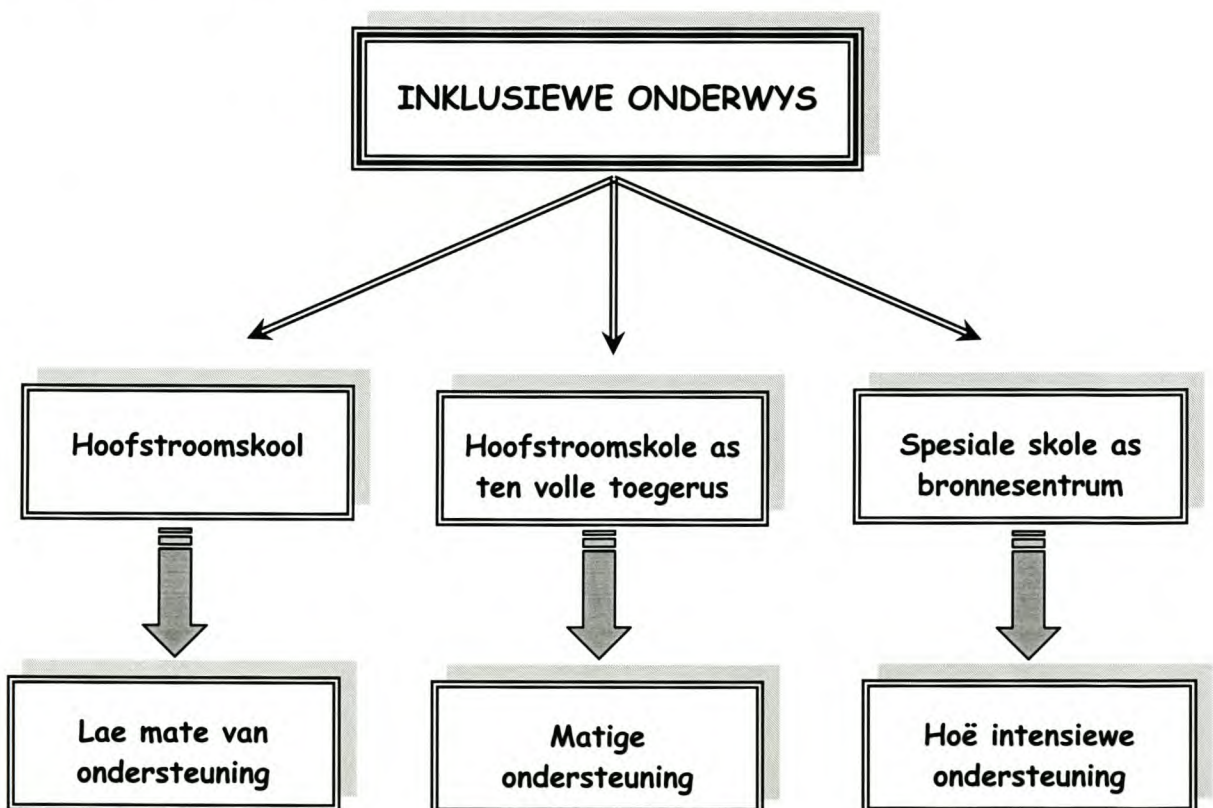 INKLUSIEWE ONDERWYS
Hoofstroomskool
Hoofstroomskole as
ten volle toegerus
Spesiale skole as
bronnesentrum
Lae mate van
ondersteuning
Matige
ondersteuning
Hoë intensiewe
ondersteuning